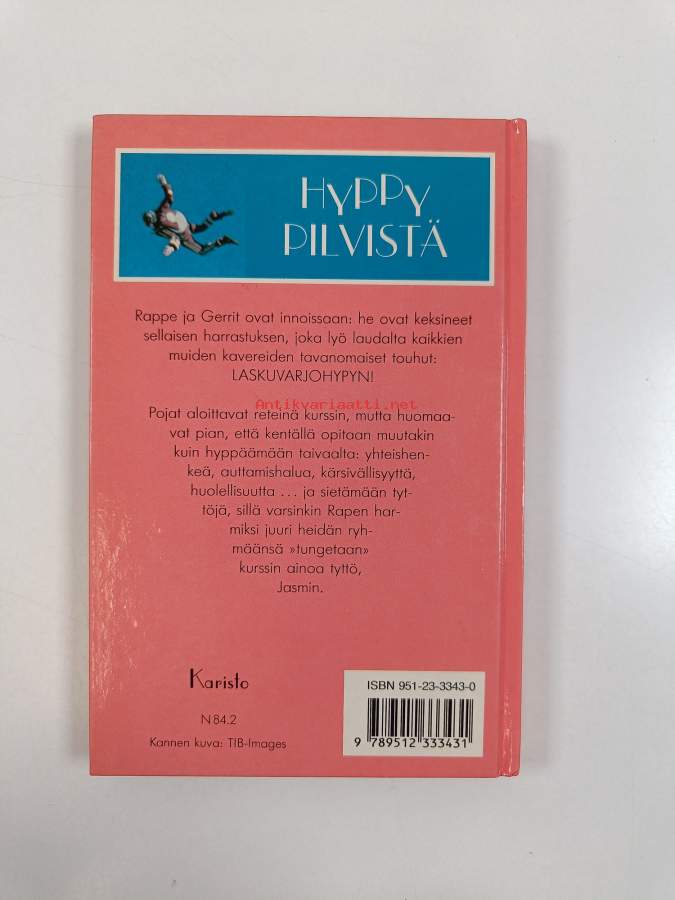 HYPPY
PILVISTÄ
Rappe ja Gerrit ovat innoissaan: he ovat keksineet
sellaisen harrastuksen, joka lyö laudalta kaikkien
muiden kavereiden tavanomaiset touhut:
LASKUVARJOHYPYN!
Antikvariaatti.net
Pojat aloittavat reteinä kurssin, mutta huomaa-
vat pian, että kentällä opitaan muutakin
kuin hyppäämään taivaalta: yhteishen-
keä, auttamishalua, kärsivällisyyttä,
huolellisuutta ... ja sietämään tyt-
töjä, sillä varsinkin Rapen har-
miksi juuri heidän ryh-
määnsä »tungetaan»
kurssin ainoa tyttö,
Jasmin.
Karisto
N 84.2
Kannen kuva: TIB-Images
ISBN 951-23-3343-0
9 789512 333431